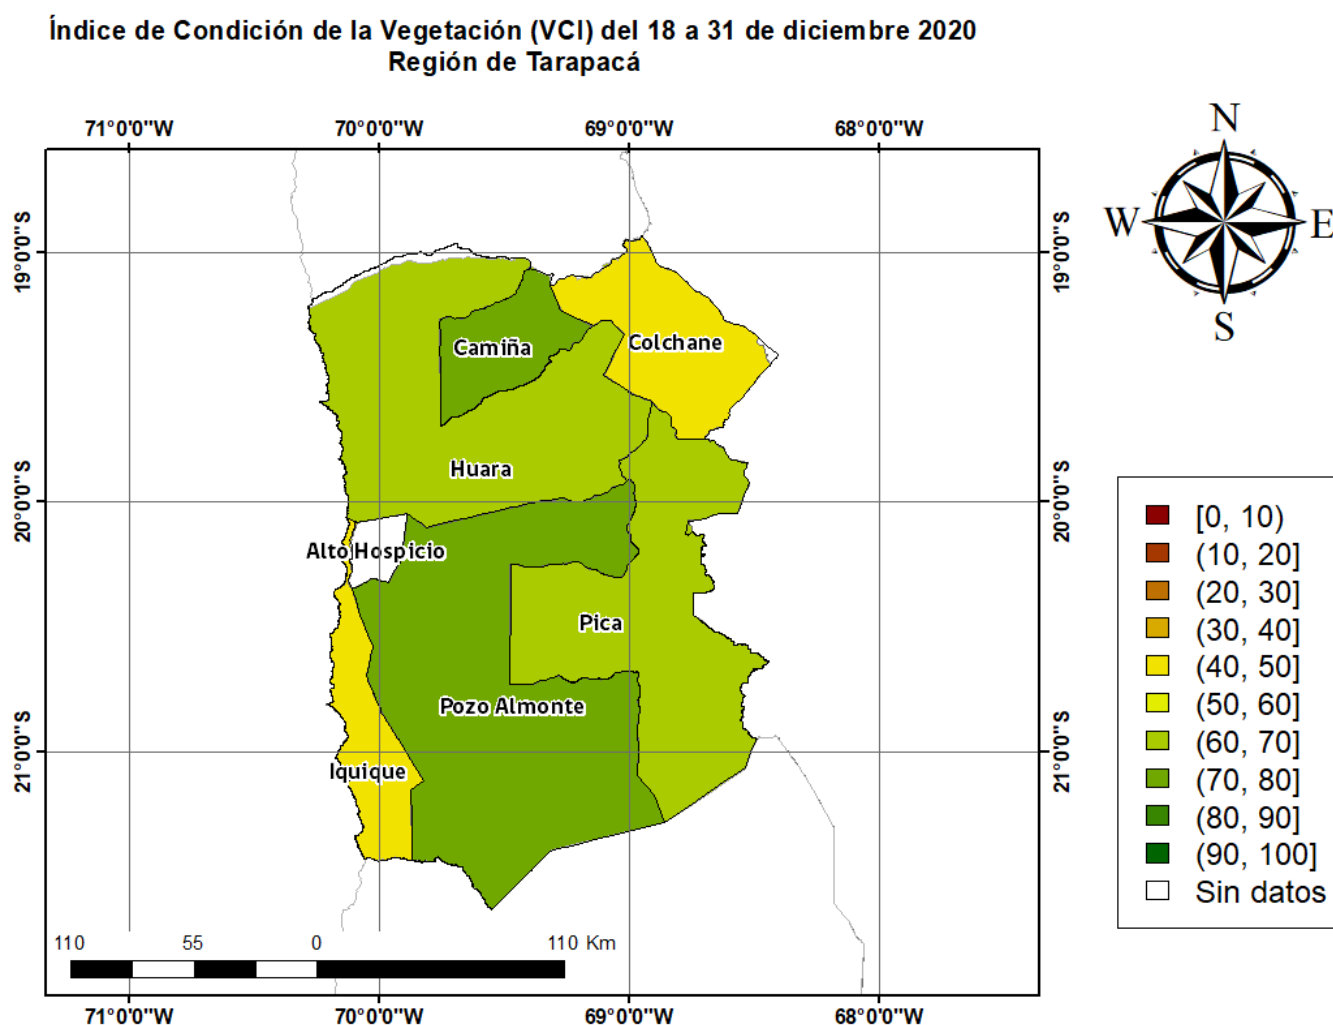 Índice de Condición de la Vegetación (VCI) del 18 a 31 de diciembre 2020
Región de Tarapacá
71°0'0"W 70°0'0"W 69°0'0"W 68°0'0"W
N
W E
S
19°0'0"S 19°0'0"S
Camiña
Colchane
Huara
20°0'0"S 20°0'0"S
Alto Hospicio
Pica
Pozo Almonte
21°0'0"S 21°0'0"S
Iquique
[0, 10)
(10, 20]
(20, 30]
(30, 40]
(40, 50]
(50, 60]
(60, 70]
(70, 80]
(80, 90]
(90, 100]
Sin datos
110 55 0 110 Km
71°0'0"W 70°0'0"W 69°0'0"W 68°0'0"W